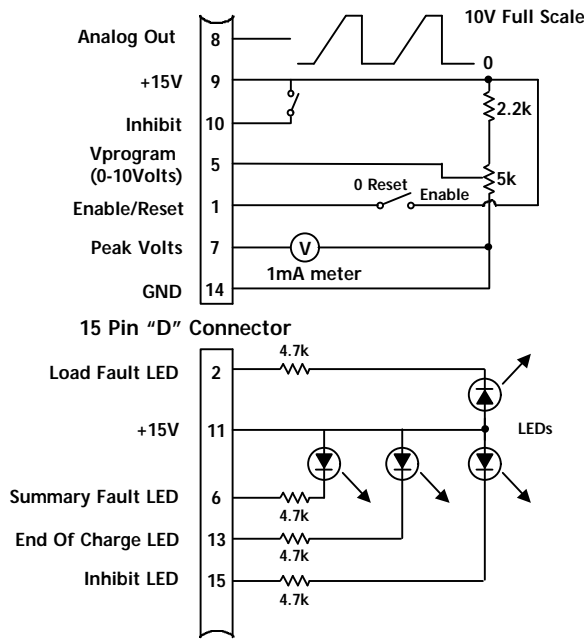 10V Full Scale
Analog Out 8
0
+15V 9
2.2k
Inhibit 10
Vprogram
(0-10Volts) 5
5k
0 Reset Enable
Enable/Reset 1
Peak Volts 7 V
1mA meter
GND 14
15 Pin “D” Connector
4.7k
Load Fault LED 2
+15V 11 LEDs
Summary Fault LED 6
4.7k
End Of Charge LED 13
4.7k
Inhibit LED 15
4.7k